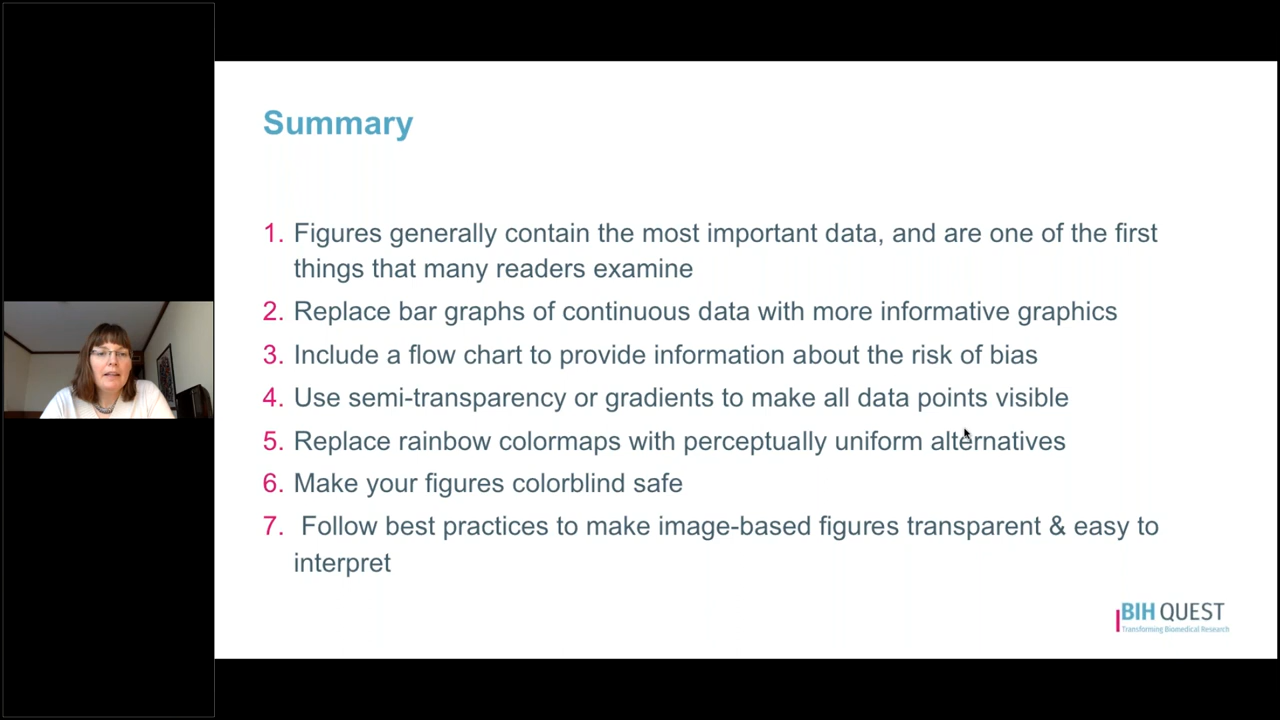 Summary
1. Figures generally contain the most important data, and are one of the first
things that many readers examine
2. Replace bar graphs of continuous data with more informative graphics
3. Include a flow chart to provide information about the risk of bias
4. Use semi-transparency or gradients to make all data points visible
5. Replace rainbow colormaps with perceptually uniform alternatives
6. Make your figures colorblind safe
7. Follow best practices to make image-based figures transparent & easy to
interpret
BIH QUEST
Transforming Biomedical Research